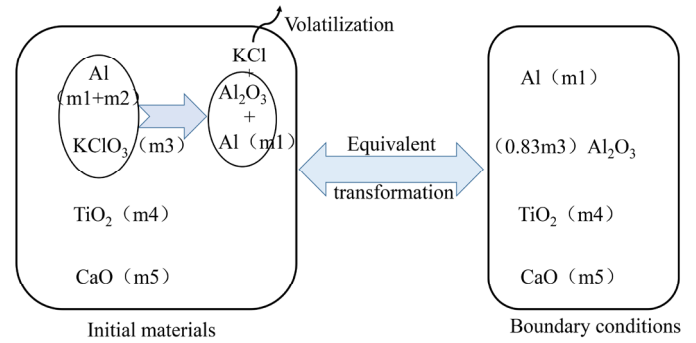 Volatilization
KCl
+
Al
(m1+m2)
KClO₃（m3）
Al₂O₃
+
Al（m1）
TiO₂（m4）
CaO（m5）
Initial materials
Equivalent
transformation
Al（m1）
（0.83m3）Al₂O₃
TiO₂（m4）
CaO（m5）
Boundary conditions